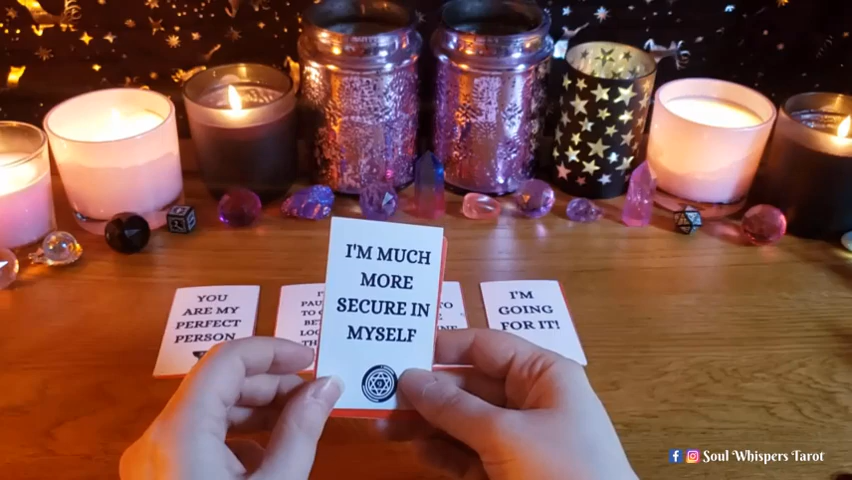 I'M MUCH
MORE
SECURE IN
MYSELF
YOU
ARE MY
PERFECT
PERSON
I'M
GOING
FOR IT!
Soul Whispers Tarot